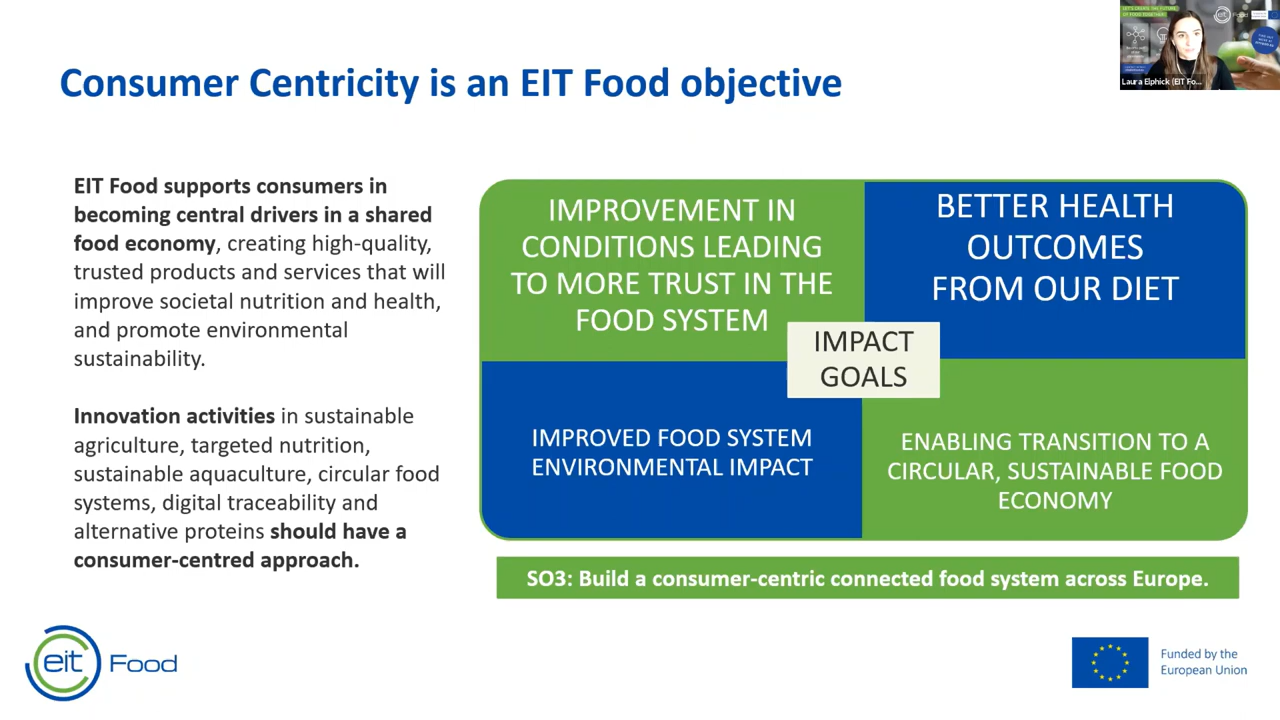 Consumer Centricity is an EIT Food objective
EIT Food supports consumers in
becoming central drivers in a shared
food economy, creating high-quality,
trusted products and services that will
improve societal nutrition and health,
and promote environmental
sustainability.
Innovation activities in sustainable
agriculture, targeted nutrition,
sustainable aquaculture, circular food
systems, digital traceability and
alternative proteins should have a
consumer-centred approach.
IMPROVEMENT IN
CONDITIONS LEADING
TO MORE TRUST IN THE
FOOD SYSTEM
BETTER HEALTH
OUTCOMES
FROM OUR DIET
IMPACT
GOALS
IMPROVED FOOD SYSTEM
ENVIRONMENTAL IMPACT
ENABLING TRANSITION TO A
CIRCULAR, SUSTAINABLE FOOD
ECONOMY
SO3: Build a consumer-centric connected food system across Europe.
eit Food
Funded by the
European Union
eit Food
Laura Elphick (EIT Fo...